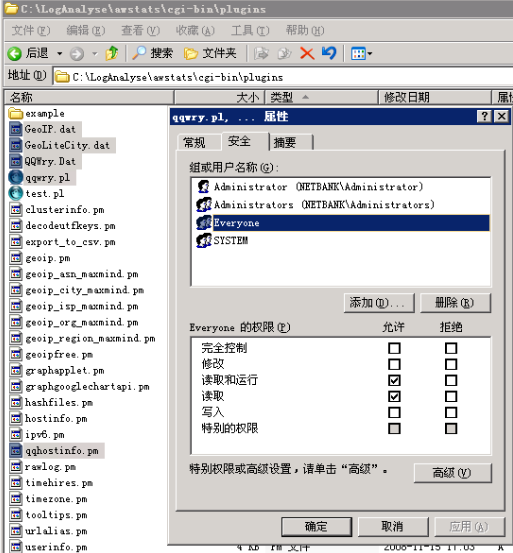 C:\LogAnalyse\awstats\cgi-bin\plugins
文件(F) 编辑(E) 查看(V) 收藏(A) 工具(T) 帮助(H)
后退 搜索 文件夹
地址(D) C:\LogAnalyse\awstats\cgi-bin\plugins
名称 大小 类型 修改日期 属
example
GeoIP.dat
GeoLiteCity.dat
QQWry.Dat
qqwry.pl
test.pl
clusterinfo.pm
decodeutfkeys.pm
export_to_csv.pm
geoip.pm
geoip_asn_maxmind.pm
geoip_city_maxmind.pm
geoip_isp_maxmind.pm
geoip_org_maxmind.pm
geoip_region_maxmind.pm
geoipfree.pm
graphapplet.pm
graphgooglechartapi.pm
hashfiles.pm
hostinfo.pm
ipv6.pm
qqhostinfo.pm
rawlog.pm
timehires.pm
timezone.pm
tooltips.pm
urlalias.pm
userinfo.pm 4 KB PM 文件 2008-11-15 17:03 A
qqwry.pl, ... 属性
常规 安全 摘要
组或用户名称(G):
Administrator (NETBANK\Administrator)
Administrators (NETBANK\Administrators)
Everyone
SYSTEM
添加(D)... 删除(R)
Everyone 的权限(P) 允许 拒绝
完全控制
修改
读取和运行
读取
写入
特别的权限
特别权限或高级设置，请单击“高级”。 高级(V)
确定 取消 应用(A)